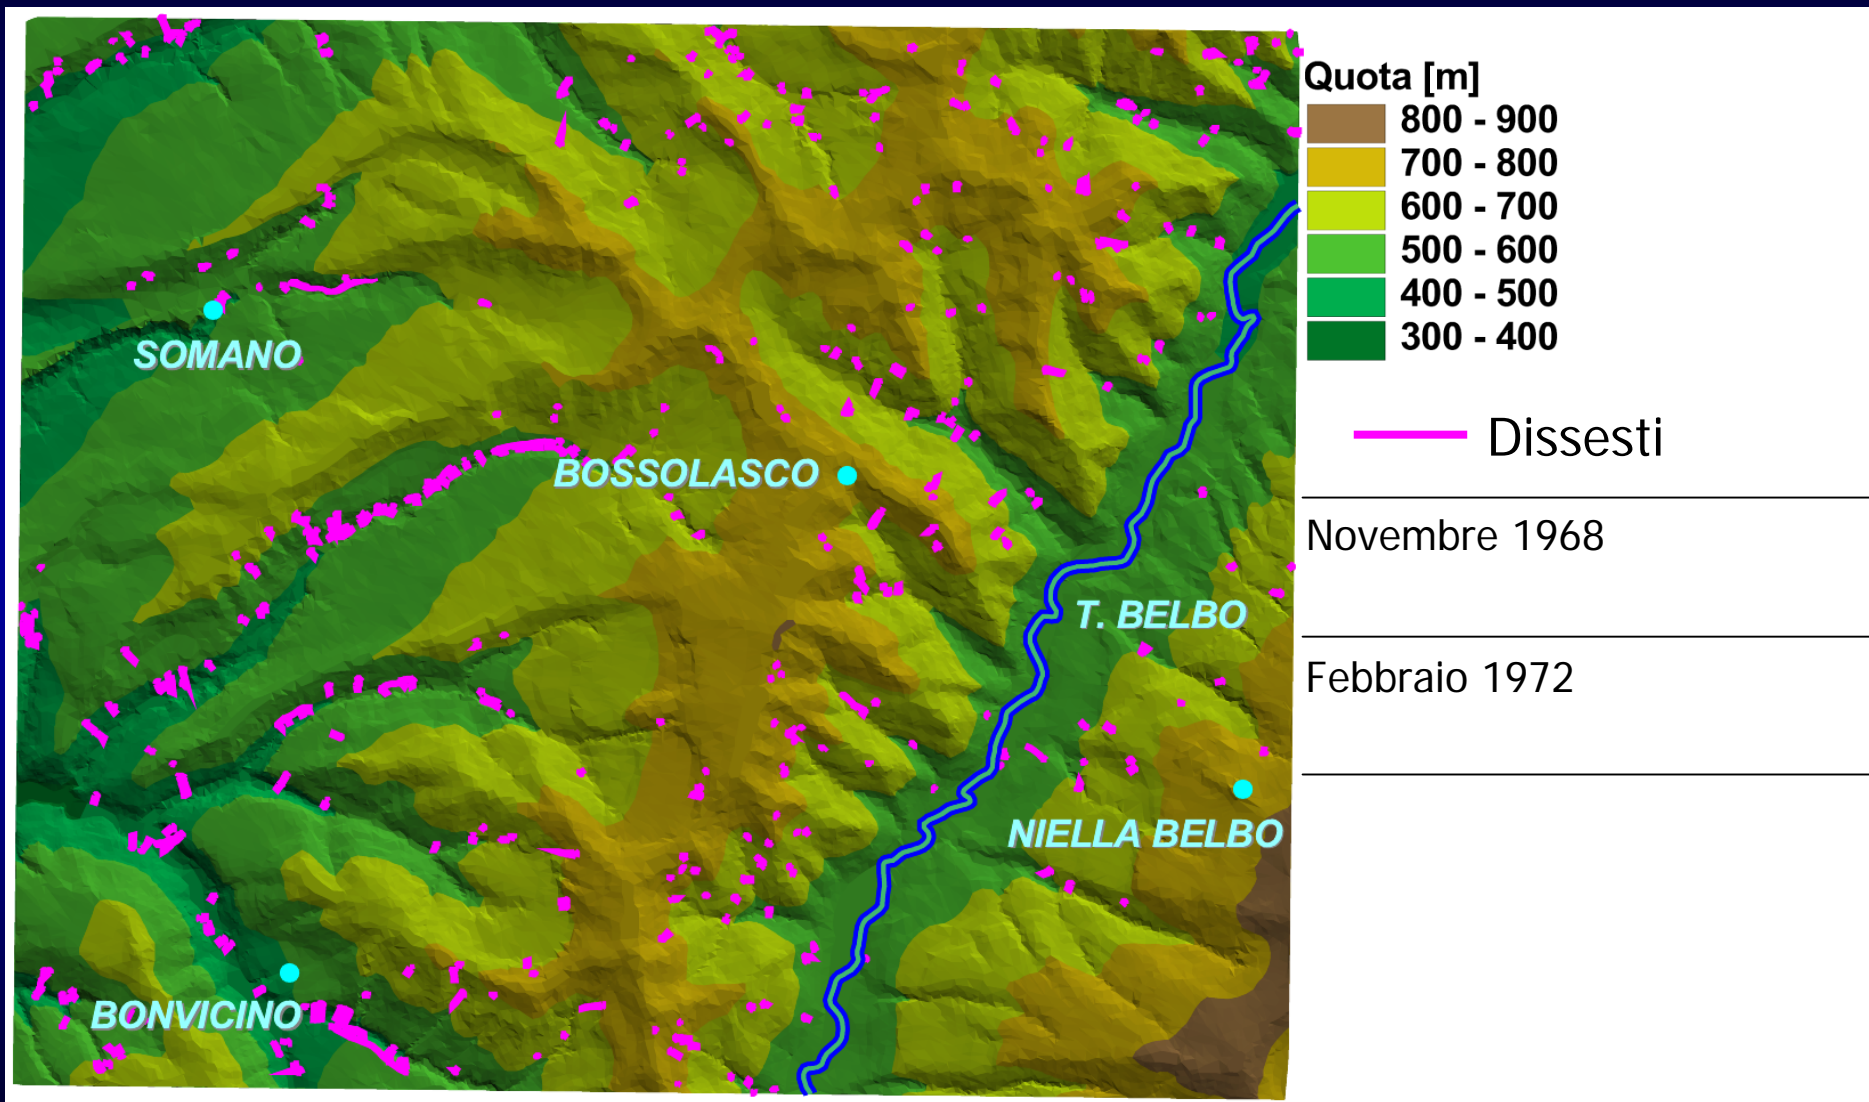 Quota [m]
800 - 900
700 - 800
600 - 700
500 - 600
400 - 500
300 - 400
Dissesti
Novembre 1968
Febbraio 1972
SOMANO
BOSSOLASCO
T. BELBO
NIELLA BELBO
BONVICINO